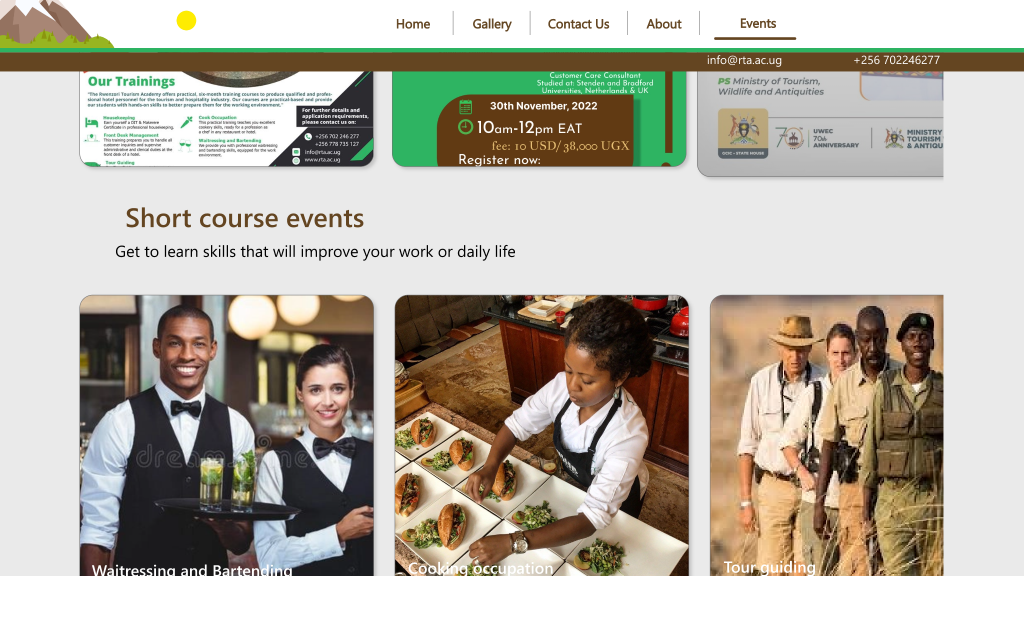 Home
Gallery
Contact Us
About
Events
info@rta.ac.ug
+256 702246277
Our Trainings
"The Rwenzori Tourism Academy offers practical, six-month training courses to produce qualified and profes-
sional hotel personnel for the tourism and hospitality industry. Our courses are practical-based and provide
our students with hands-on skills to better prepare them for the working environment."
Housekeeping
Earn yourself a DIT & Makerere
Certificate in professional housekeeping.
Front Desk Management
This training prepares you to handle all
customer inquiries and supervise
administrative and clerical duties at the
front desk of a hotel.
Tour Guiding
Cook Occupation
This practical training teaches you excellent
cookery skills, ready for a profession as
a chef in any restaurant or hotel.
Waitressing and Bartending
We provide you with professional waitressing
and bartending skills, equipped for the work
environment.
For further details and
application requirements,
please contact us:
+256 702 246 277
+256 778 735 127
info@rta.ac.ug
www.rta.ac.ug
Customer Care Consultant
Studied at: Stenden and Bradford
Universities, Netherlands & UK
30th November, 2022
10am-12pm EAT
fee: 10 USD/38,000 UGX
Register now:
PS Ministry of Tourism,
Wildlife and Antiquities
SCIC - STATE HOUSE
UWEC
70th
ANNIVERSARY
MINISTRY
TOURISM
& ANTIQU
Short course events
Get to learn skills that will improve your work or daily life
dreamstime
Waitressing and Bartending
Cooking occupation
Tour guiding